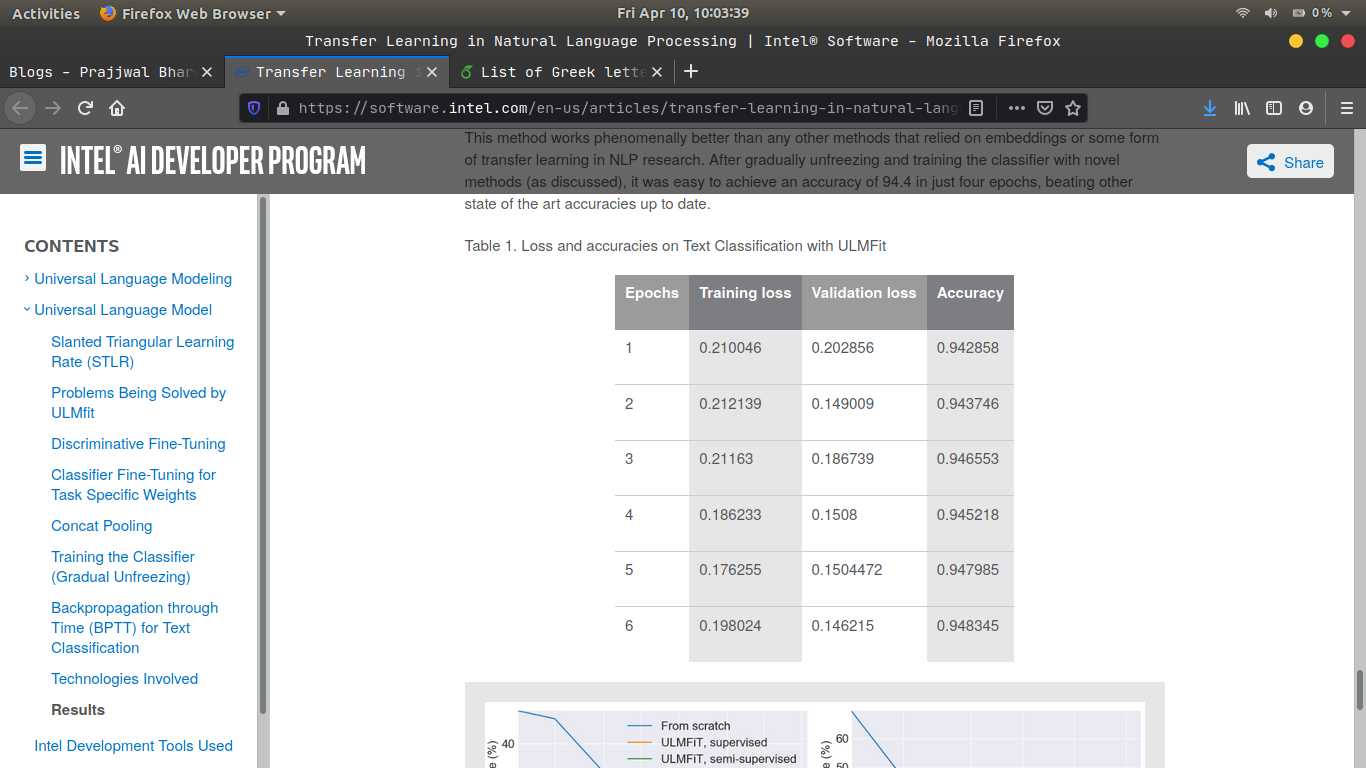 Activities Firefox Web Browser Fri Apr 10, 10:03:39 0 %
Transfer Learning in Natural Language Processing | Intel® Software - Mozilla Firefox
Blogs - Prajjwal Bhar Transfer Learning i List of Greek lette
https://software.intel.com/en-us/articles/transfer-learning-in-natural-lang
INTEL® AI DEVELOPER PROGRAM
Share
CONTENTS
Universal Language Modeling
Universal Language Model
Slanted Triangular Learning
Rate (STLR)
Problems Being Solved by
ULMfit
Discriminative Fine-Tuning
Classifier Fine-Tuning for
Task Specific Weights
Concat Pooling
Training the Classifier
(Gradual Unfreezing)
Backpropagation through
Time (BPTT) for Text
Classification
Technologies Involved
Results
Intel Development Tools Used
This method works phenomenally better than any other methods that relied on embeddings or some form
of transfer learning in NLP research. After gradually unfreezing and training the classifier with novel
methods (as discussed), it was easy to achieve an accuracy of 94.4 in just four epochs, beating other
state of the art accuracies up to date.
Table 1. Loss and accuracies on Text Classification with ULMFit
Epochs Training loss Validation loss Accuracy
1 0.210046 0.202856 0.942858
2 0.212139 0.149009 0.943746
3 0.21163 0.186739 0.946553
4 0.186233 0.1508 0.945218
5 0.176255 0.1504472 0.947985
6 0.198024 0.146215 0.948345
From scratch
ULMFiT, supervised
ULMFiT, semi-supervised
40
(%)
60
50
(%)